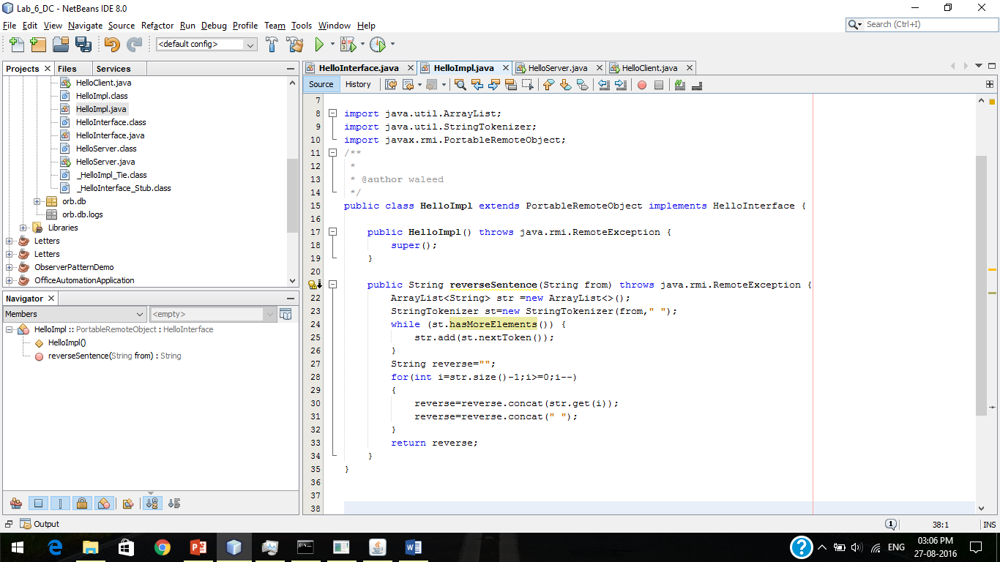 Lab_6_DC - NetBeans IDE 8.0
File Edit View Navigate Source Refactor Run Debug Profile Team Tools Window Help
Search (Ctrl+I)
<default config>
Projects Files Services
HelloClient.java
HelloImpl.class
HelloImpl.java
HelloInterface.class
HelloInterface.java
HelloServer.class
HelloServer.java
_HelloImpl_Tie.class
_HelloInterface_Stub.class
orb.db
orb.db.logs
Libraries
Letters
Letters
ObserverPatternDemo
OfficeAutomationApplication
Navigator
Members <empty>
HelloImpl :: PortableRemoteObject : HelloInterface
HelloImpl()
reverseSentence(String from) : String
HelloInterface.java HelloImpl.java HelloServer.java HelloClient.java
Source History
7
8 import java.util.ArrayList;
9 import java.util.StringTokenizer;
10 import javax.rmi.PortableRemoteObject;
11 /**
12 *
13 * @author waleed
14 */
15 public class HelloImpl extends PortableRemoteObject implements HelloInterface {
16
17 public HelloImpl() throws java.rmi.RemoteException {
18 super();
19 }
20
public String reverseSentence(String from) throws java.rmi.RemoteException {
22 ArrayList<String> str =new ArrayList<>();
23 StringTokenizer st=new StringTokenizer(from," ");
24 while (st.hasMoreElements()) {
25 str.add(st.nextToken());
26 }
27 String reverse="";
28 for(int i=str.size()-1;i>=0;i--)
29 {
30 reverse=reverse.concat(str.get(i));
31 reverse=reverse.concat(" ");
32 }
33 return reverse;
34 }
35 }
36
37
38
Output
1 38:1 INS
ENG 03:06 PM
27-08-2016